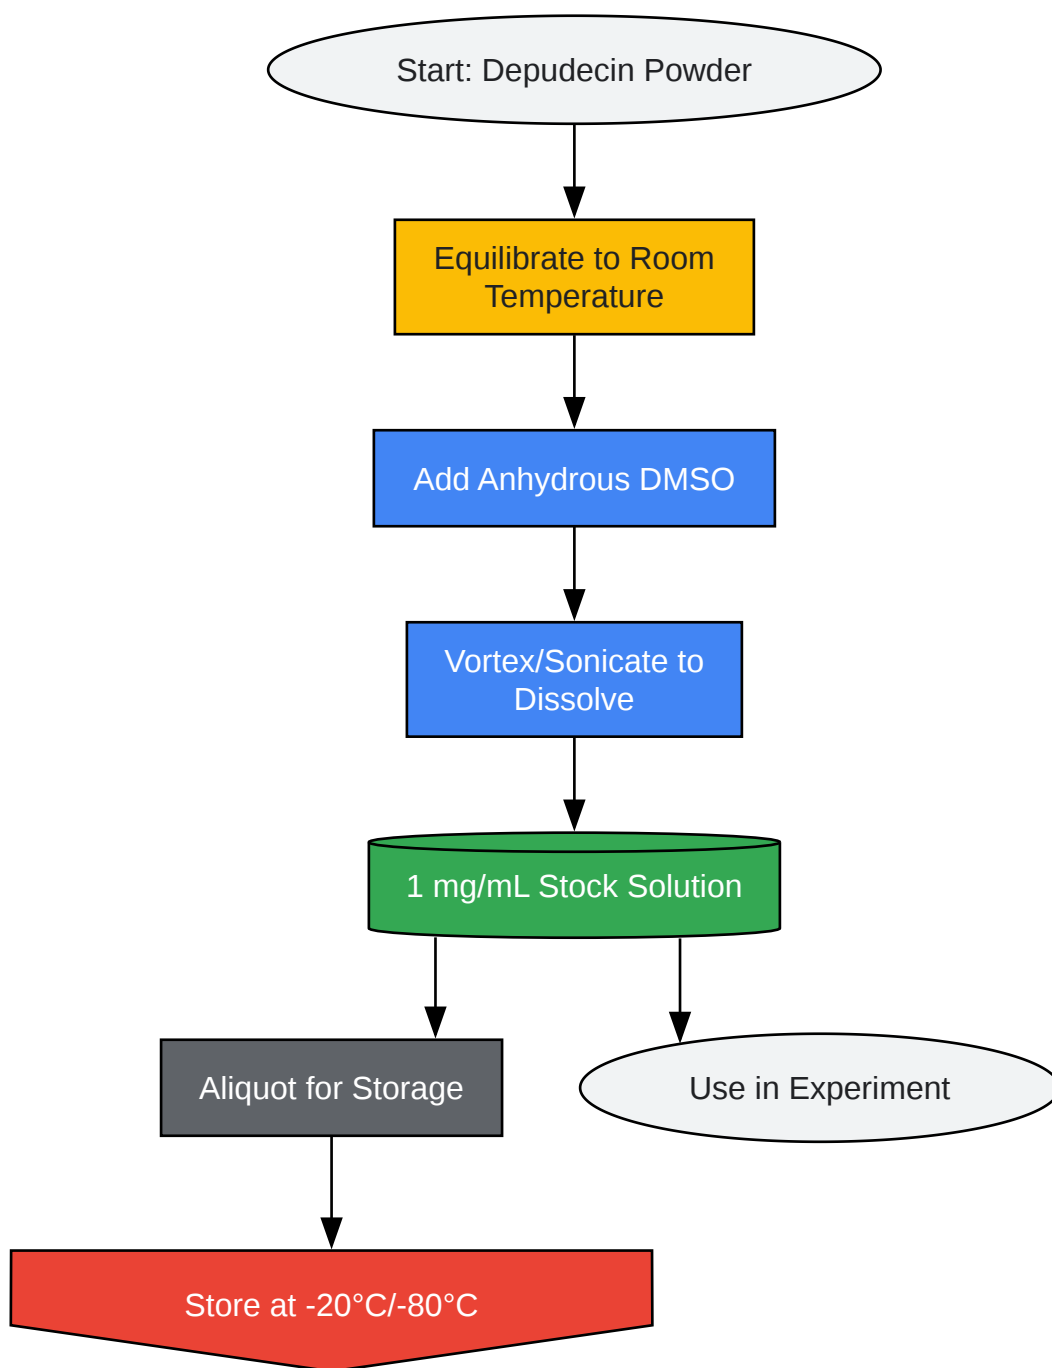 Start: Depudecin Powder
Equilibrate to Room
Temperature
Add Anhydrous DMSO
Vortex/Sonicate to
Dissolve
1 mg/mL Stock Solution
Aliquot for Storage
Use in Experiment
Store at -20°C/-80°C